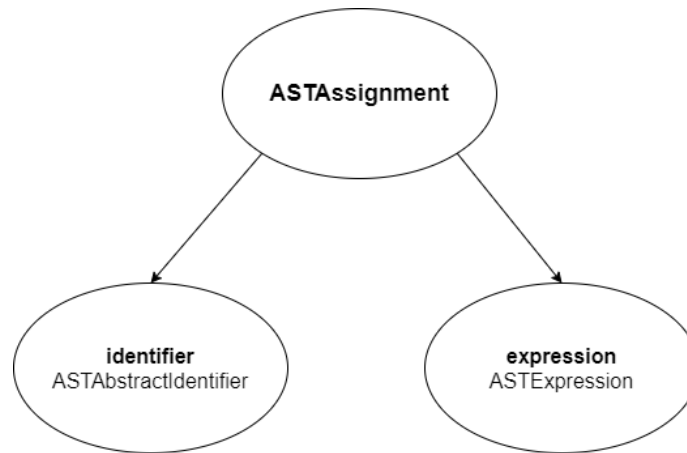 ASTAssignment
identifier
ASTAbstractIdentifier
expression
ASTExpression